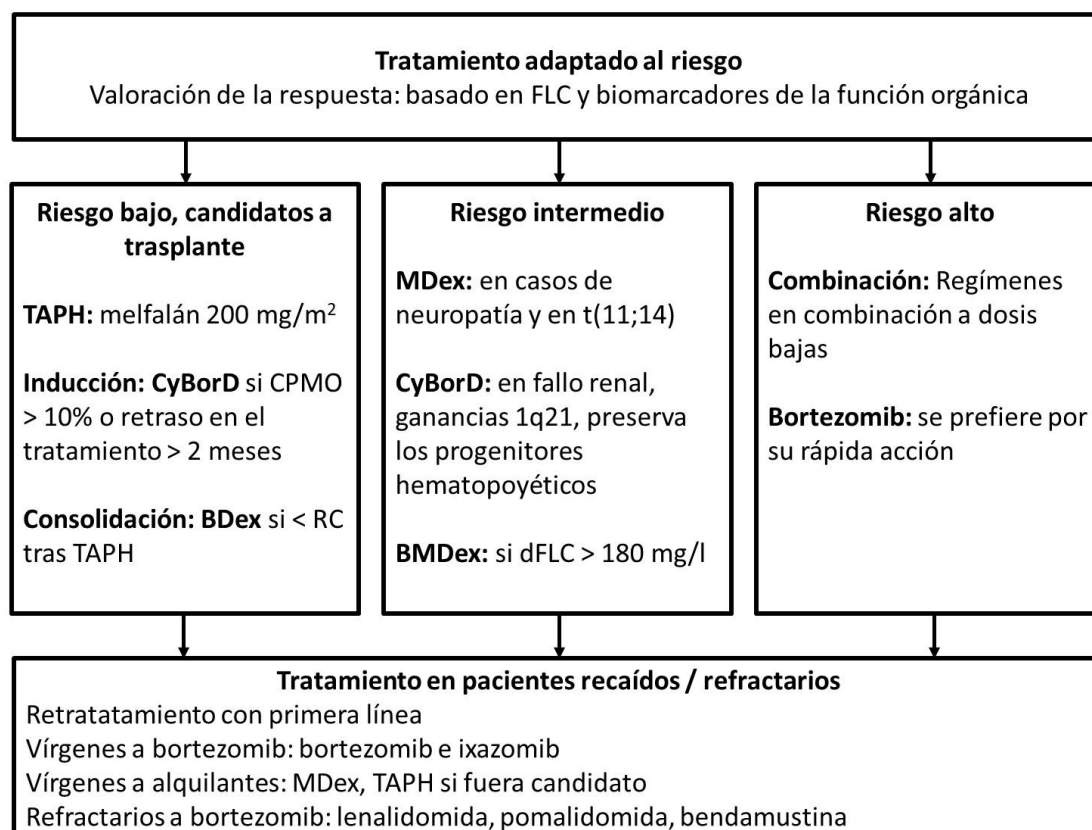 Tratamiento adaptado al riesgo
Valoración de la respuesta: basado en FLC y biomarcadores de la función orgánica
Riesgo bajo, candidatos a
trasplante
TAPH: melfalán 200 mg/m²
Inducción: CyBorD si CPMO
> 10% o retraso en el
tratamiento > 2 meses
Consolidación: BDex si < RC
tras TAPH
Riesgo intermedio
MDex: en casos de
neuropatía y en t(11;14)
CyBorD: en fallo renal,
ganancias 1q21, preserva
los progenitores
hematopoyéticos
BMDex: si dFLC > 180 mg/l
Riesgo alto
Combinación: Regímenes
en combinación a dosis
bajas
Bortezomib: se prefiere por
su rápida acción
Tratamiento en pacientes recaídos / refractarios
Retratatamiento con primera línea
Vírgenes a bortezomib: bortezomib e ixazomib
Vírgenes a alquilantes: MDex, TAPH si fuera candidato
Refractarios a bortezomib: lenalidomida, pomalidomida, bendamustina